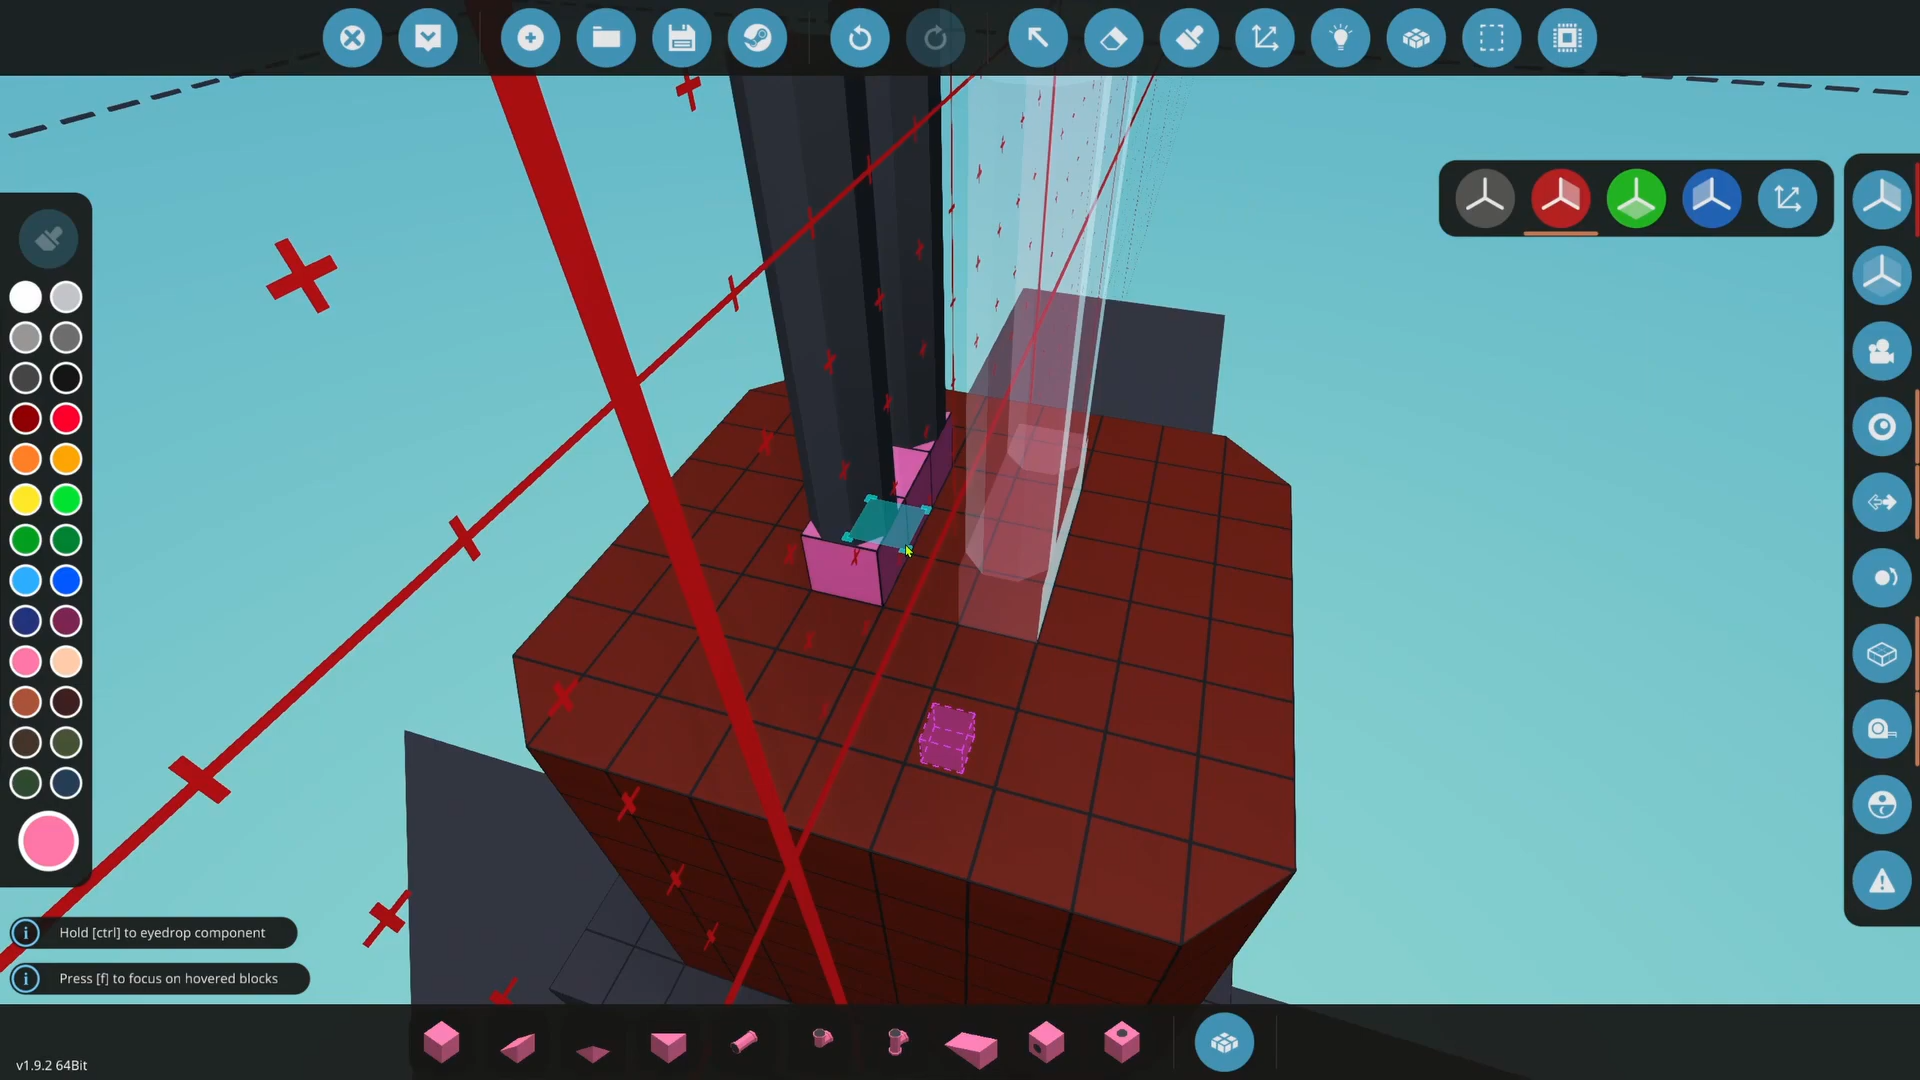 Hold [ctrl] to eyedrop component
Press [f] to focus on hovered blocks
v1.9.2 64Bit